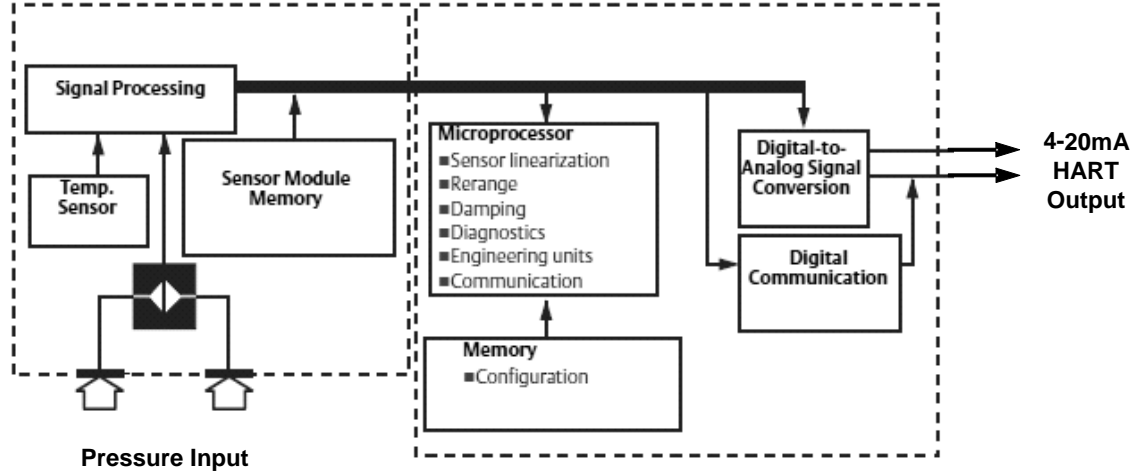 Signal Processing
Temp.
Sensor
Sensor Module
Memory
Pressure Input
Microprocessor
■Sensor linearization
■Rerange
■Damping
■Diagnostics
■Engineering units
■Communication
Memory
■Configuration
Digital-to-
Analog Signal
Conversion
Digital
Communication
4-20mA
HART
Output